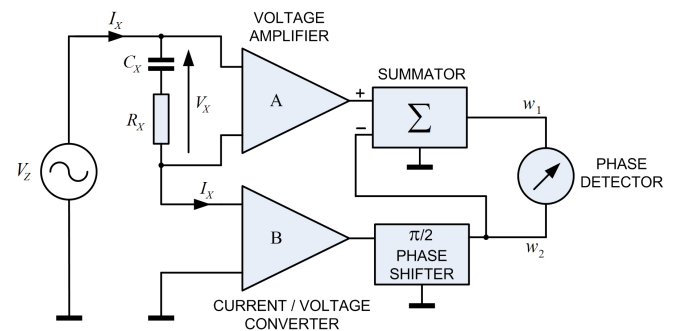 I_X
VOLTAGE
AMPLIFIER
C_X
V_X
R_X
A
+
−
SUMMATOR
Σ
w_1
V_Z
PHASE
DETECTOR
I_X
B
π/2
PHASE
SHIFTER
w_2
CURRENT / VOLTAGE
CONVERTER